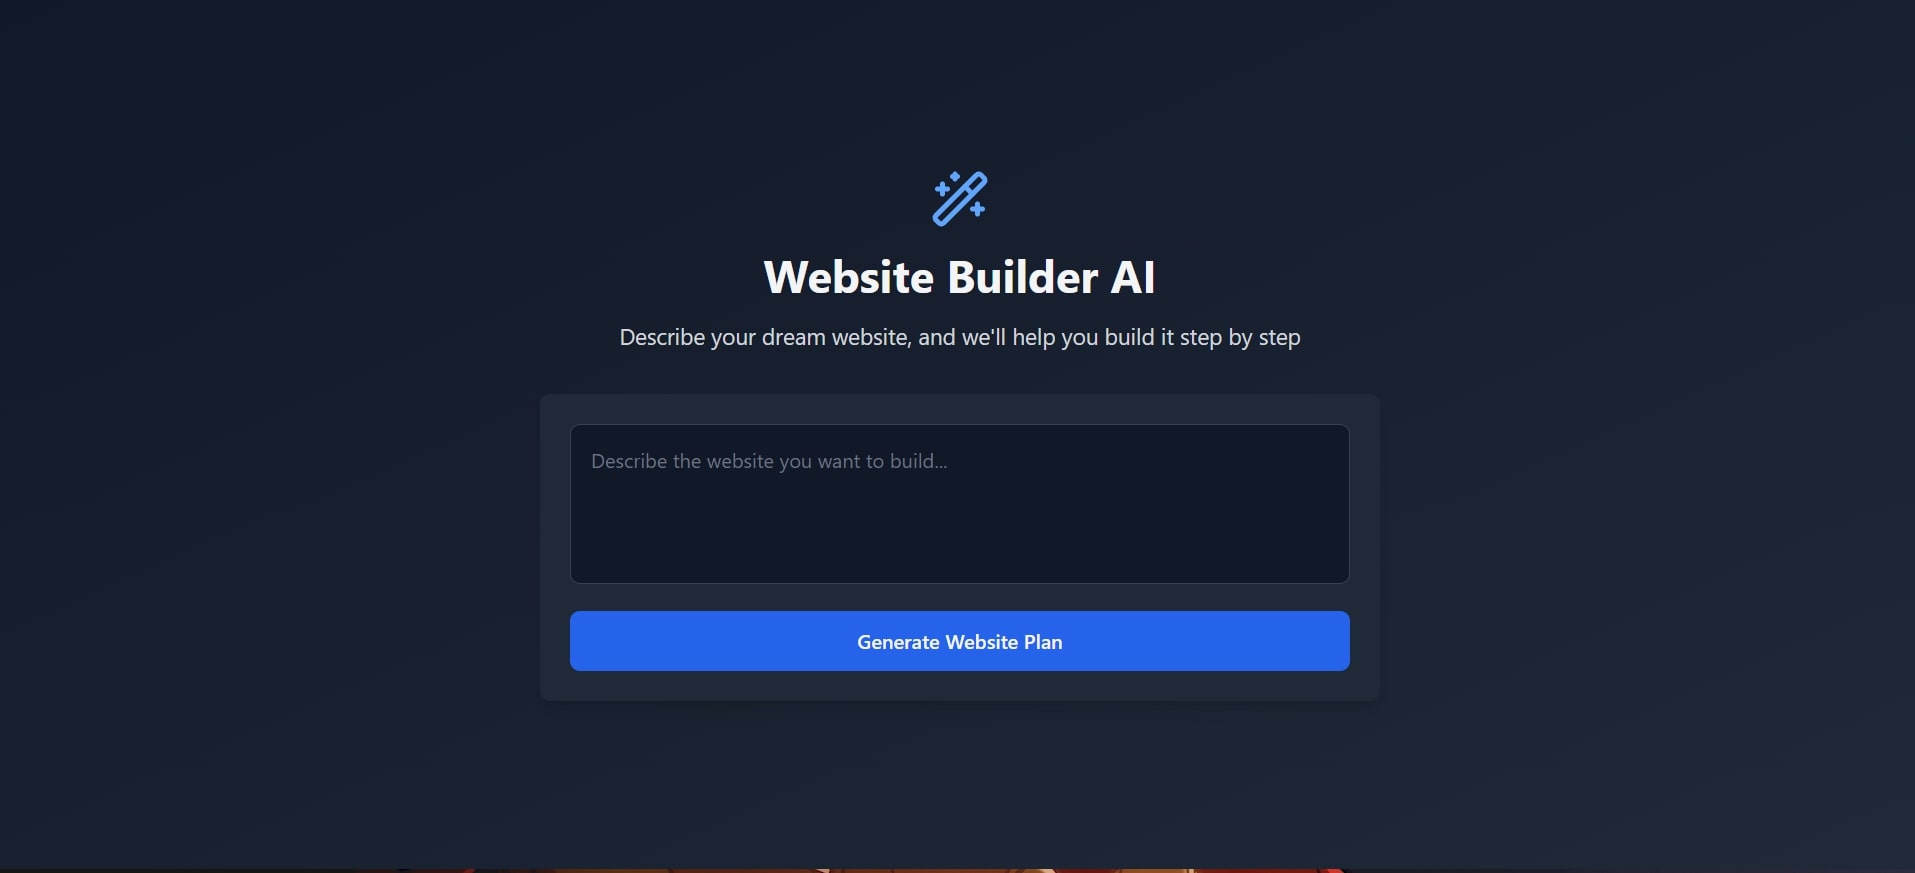 Website Builder AI
Describe your dream website, and we'll help you build it step by step
Describe the website you want to build...
Generate Website Plan